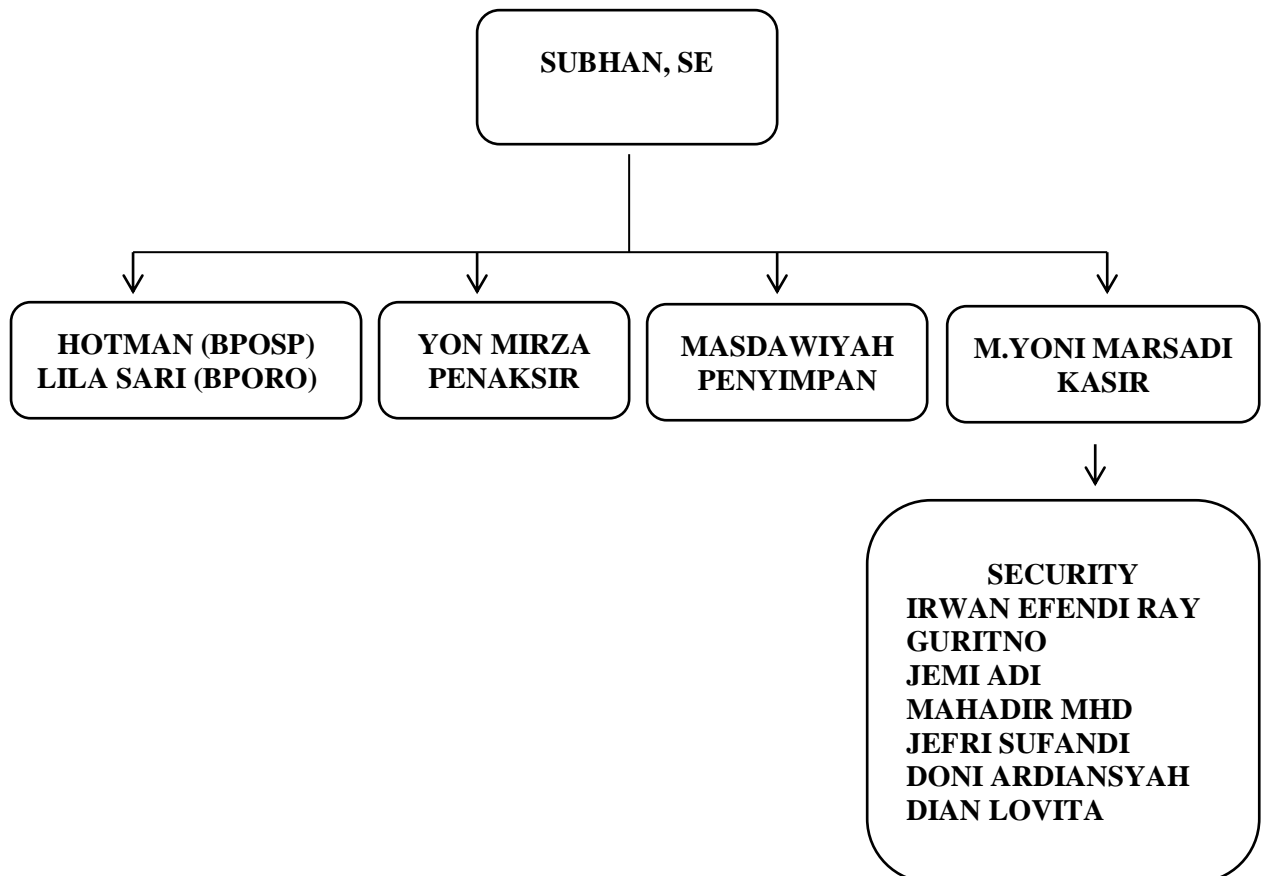 SUBHAN, SE
HOTMAN (BPOSP)
LILA SARI (BPORO)
YON MIRZA
PENAKSIR
MASDAWIYAH
PENYIMPAN
M.YONI MARSADI
KASIR
SECURITY
IRWAN EFENDI RAY
GURITNO
JEMI ADI
MAHADIR MHD
JEFRI SUFANDI
DONI ARDIANSYAH
DIAN LOVITA